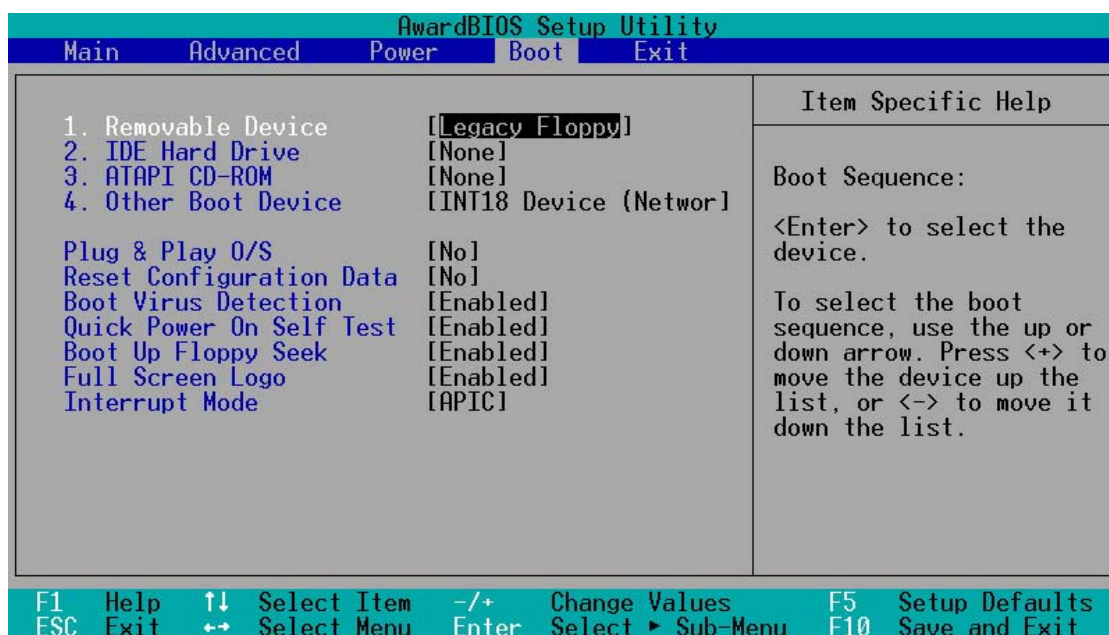 AwardBIOS Setup Utility
Main Advanced Power Boot Exit
Item Specific Help
1. Removable Device [Legacy Floppy]
2. IDE Hard Drive [None]
3. ATAPI CD-ROM [None]
4. Other Boot Device [INT18 Device (Networ]
Plug & Play O/S [No]
Reset Configuration Data [No]
Boot Virus Detection [Enabled]
Quick Power On Self Test [Enabled]
Boot Up Floppy Seek [Enabled]
Full Screen Logo [Enabled]
Interrupt Mode [APIC]
Boot Sequence:
<Enter> to select the
device.
To select the boot
sequence, use the up or
down arrow. Press <+> to
move the device up the
list, or <-> to move it
down the list.
F1 Help ↑↓ Select Item -/+ Change Values F5 Setup Defaults
ESC Exit ←→ Select Menu Enter Select ► Sub-Menu F10 Save and Exit